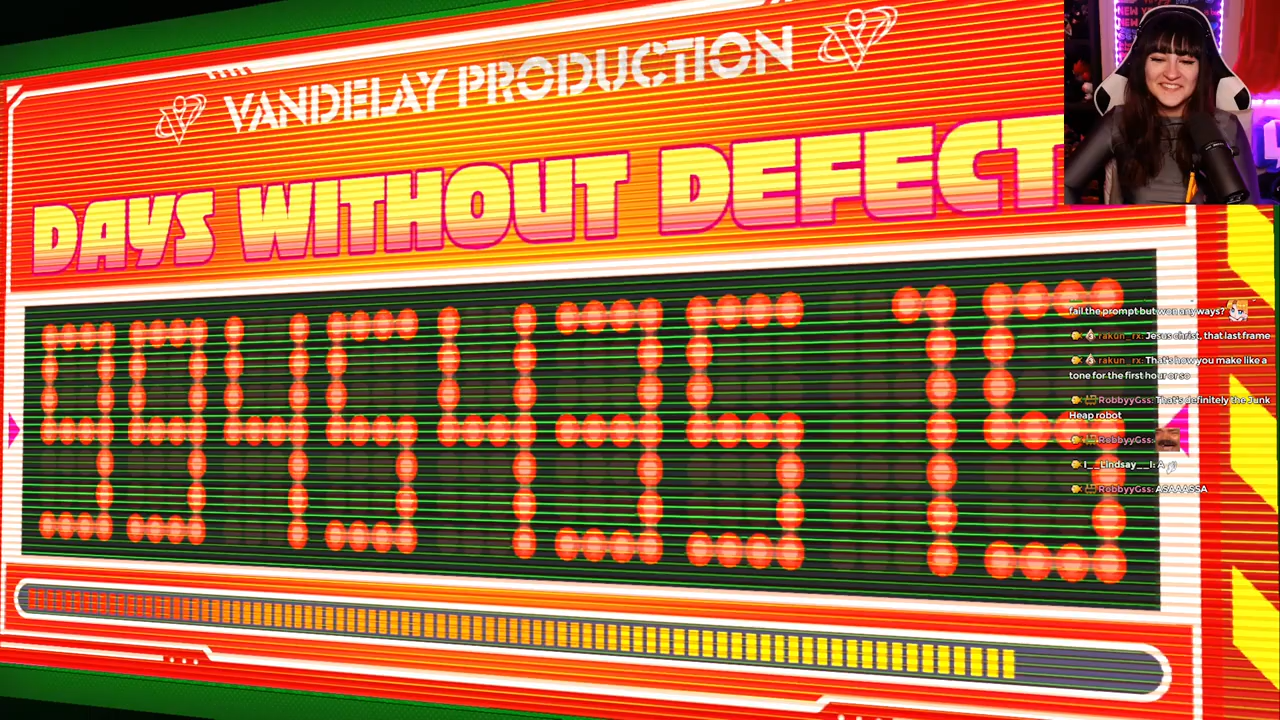 VANDELAY PRODUCTION
DAYS WITHOUT DEFECT
994543515
fail the prompt but won anyways?
rakun_rx: Jesus christ, that last frame
rakun_rx: That's how you make like a
tone for the first hour or so
RobbyyGss: That's definitely the Junk
Heap robot
RobbyyGss:
I__Lindsay__I: A
RobbyyGss: ASAAASSA